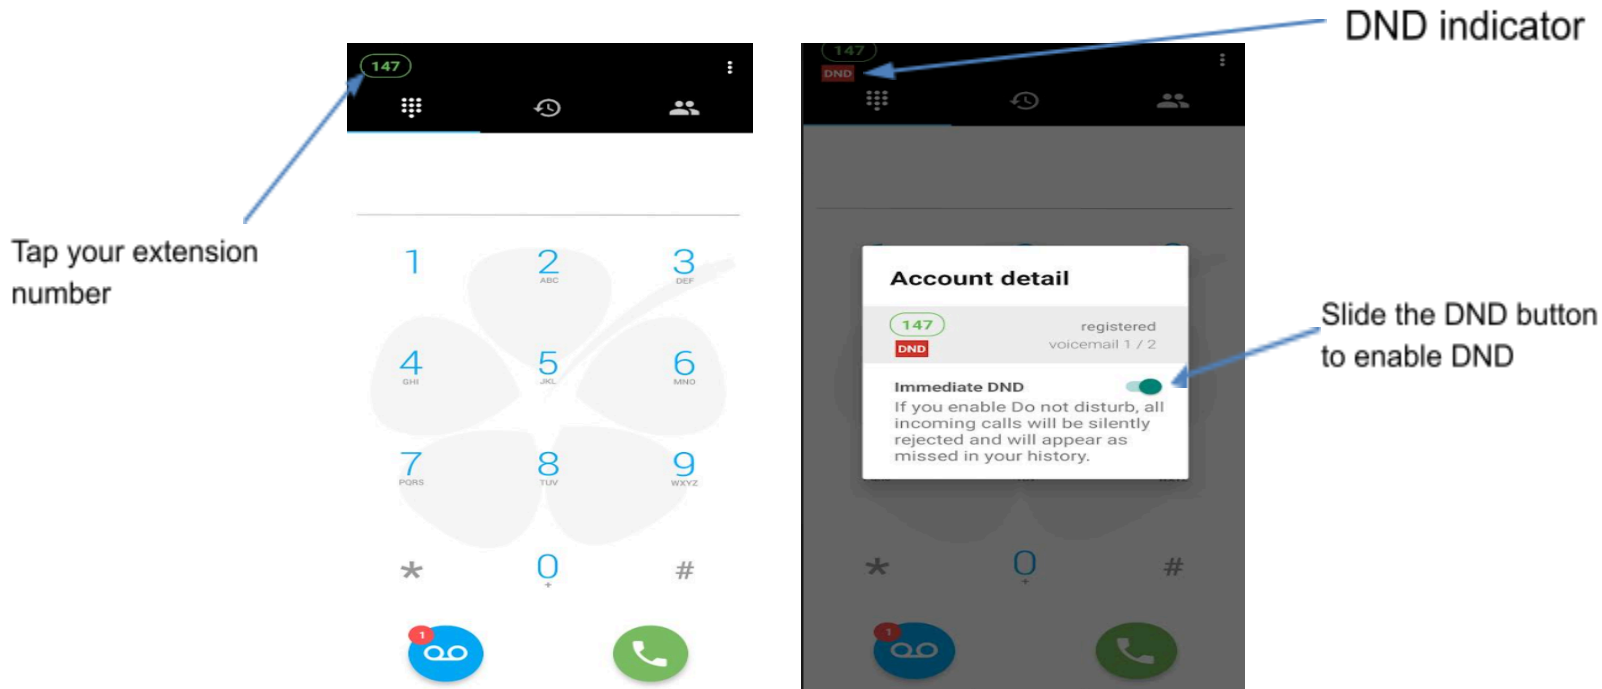 DND indicator
147
Tap your extension
number
1
2
ABC
3
DEF
4
GHI
5
JKL
6
MNO
7
PQRS
8
TUV
9
WXYZ
*
0
+
#
1
147
DND
Account detail
147
registered
DND
voicemail 1 / 2
Immediate DND
If you enable Do not disturb, all
incoming calls will be silently
rejected and will appear as
missed in your history.
*
0
+
#
1
Slide the DND button
to enable DND